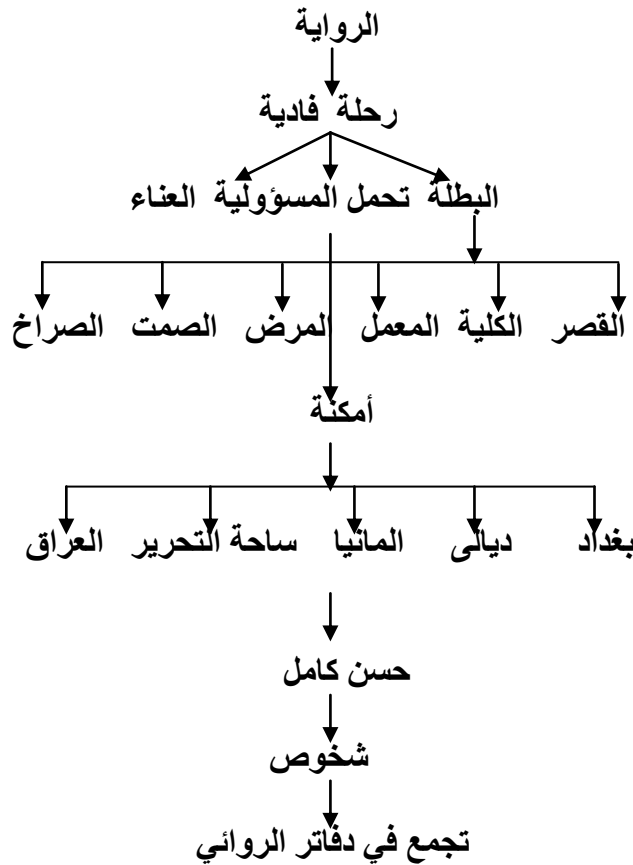 الرواية
رحلة فادية
البطلة تحمل المسؤولية العناء
القصر الكلية المعمل المرض الصمت الصراخ
أمكنة
بغداد ديالى المانيا ساحة التحرير العراق
حسن كامل
شخوص
تجمع في دفاتر الروائي